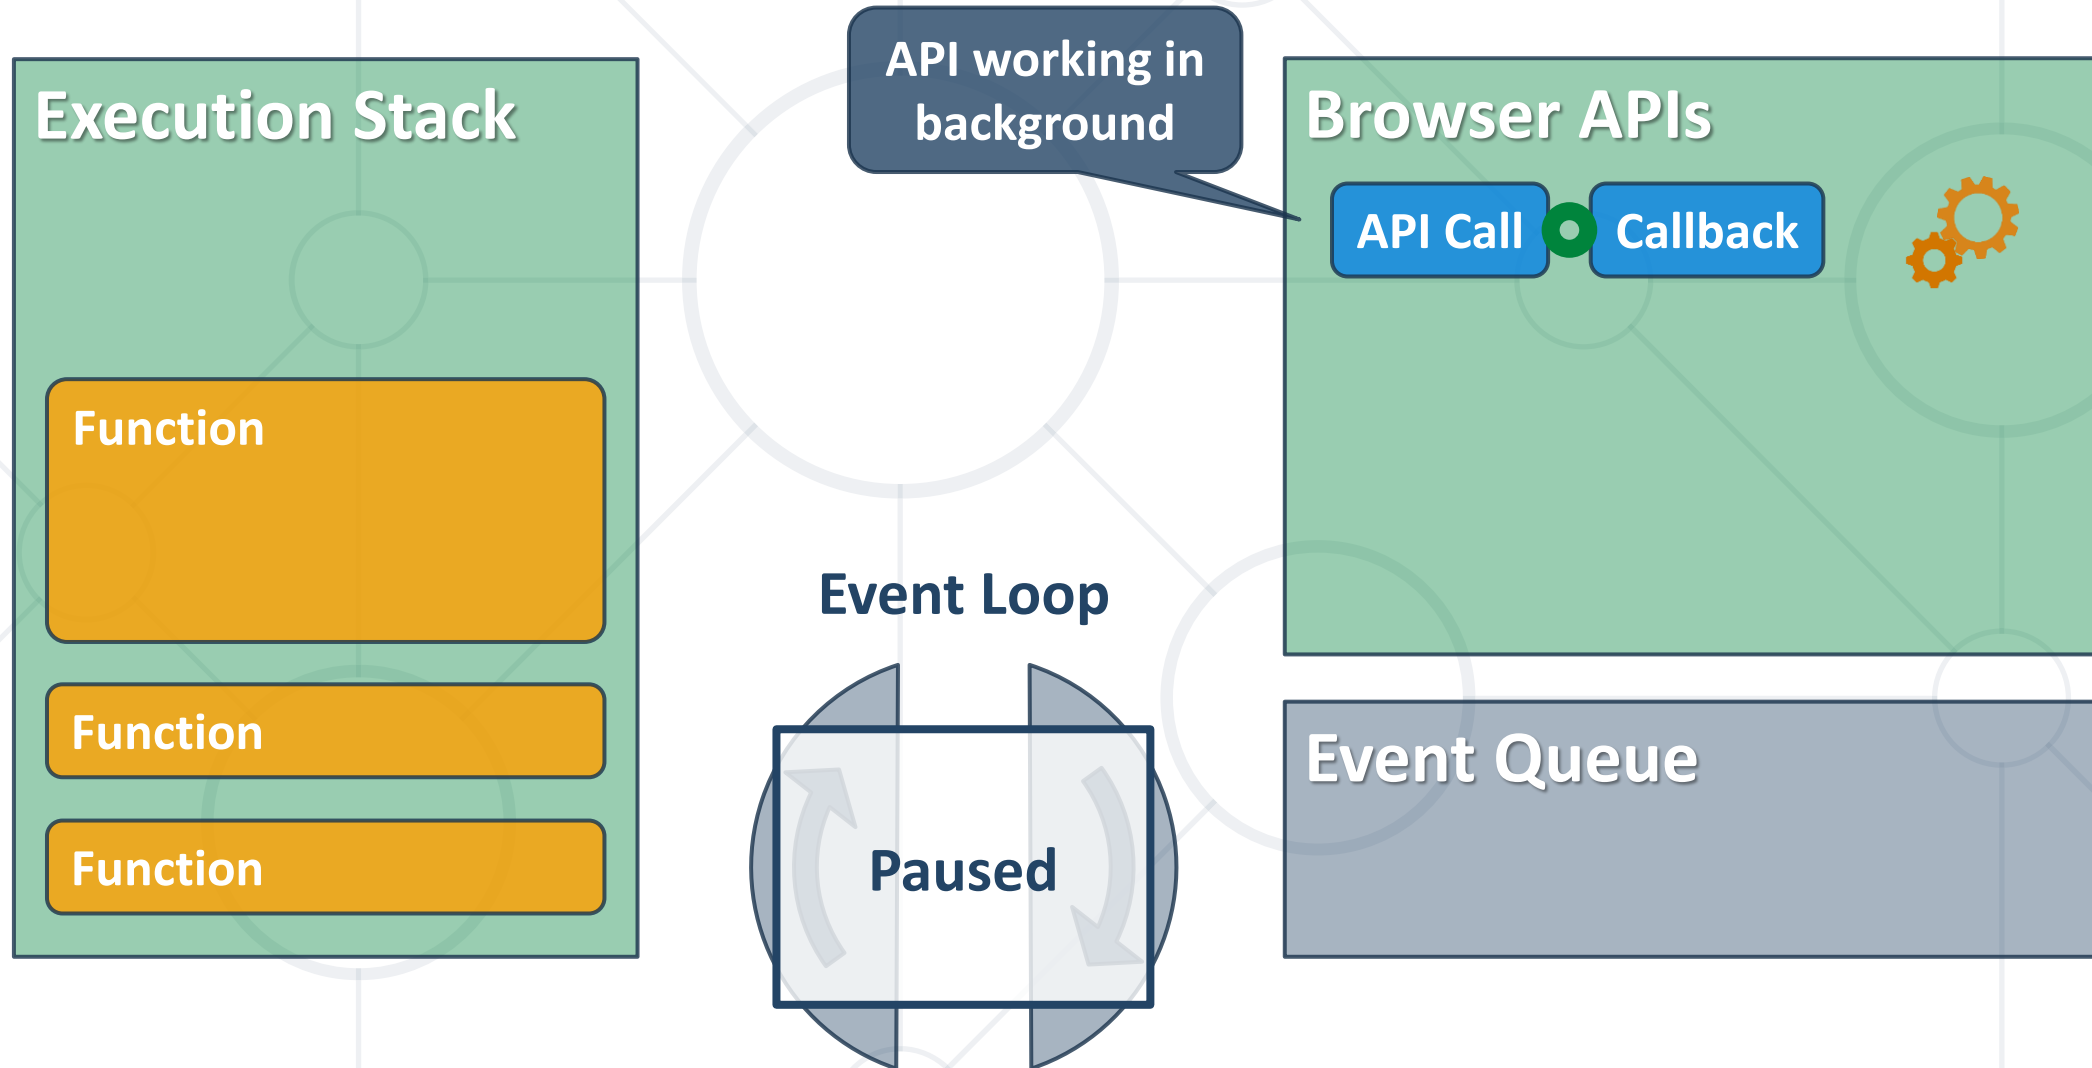 API working in
background
Execution Stack
Function
Function
Function
Event Loop
Paused
Browser APIs
API Call
Callback
Event Queue